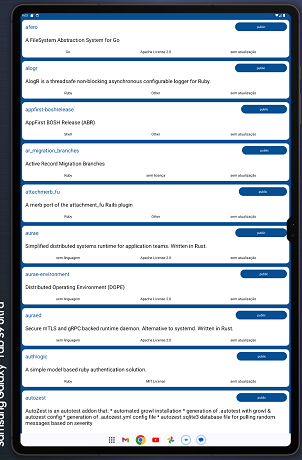 afero
public
A FileSystem Abstraction System for Go
Go Apache License 2.0 sem atualização
alogr
public
AlogR is a threadsafe non-blocking asynchronous configurable logger for Ruby.
Ruby Other sem atualização
appfirst-boshrelease
public
AppFirst BOSH Release (ABR)
Shell Other sem atualização
ar_migration_branches
public
Active Record Migration Branches
Ruby sem licença sem atualização
attachmerb_fu
public
A merb port of the attachment_fu Rails plugin
Ruby Other sem atualização
aurae
public
Simplified distributed systems runtime for application teams. Written in Rust.
sem linguagem Apache License 2.0 sem atualização
aurae-environment
public
Distributed Operating Environment (DOPE)
sem linguagem Apache License 2.0 sem atualização
auraed
public
Secure mTLS and gRPC backed runtime daemon. Alternative to systemd. Written in Rust.
sem linguagem Apache License 2.0 sem atualização
authlogic
public
A simple model based ruby authentication solution.
Ruby MIT License sem atualização
autozest
public
AutoZest is an autotest addon that: * automated growl installation * generation of .autotest with growl &
autozest config * generation of .autozest.yml config file * autozest sqlite3 database file for pulling random
messages based on severity
Samsung Galaxy Tab S9 Ultra